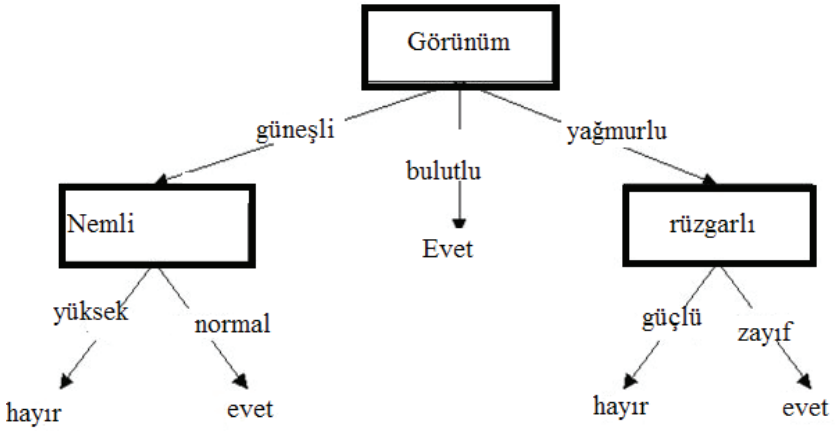 Görünüm
güneşli
yağmurlu
bulutlu
Nemli
rüzgarlı
Evet
yüksek
normal
güçlü
zayıf
hayır
evet
hayır
evet